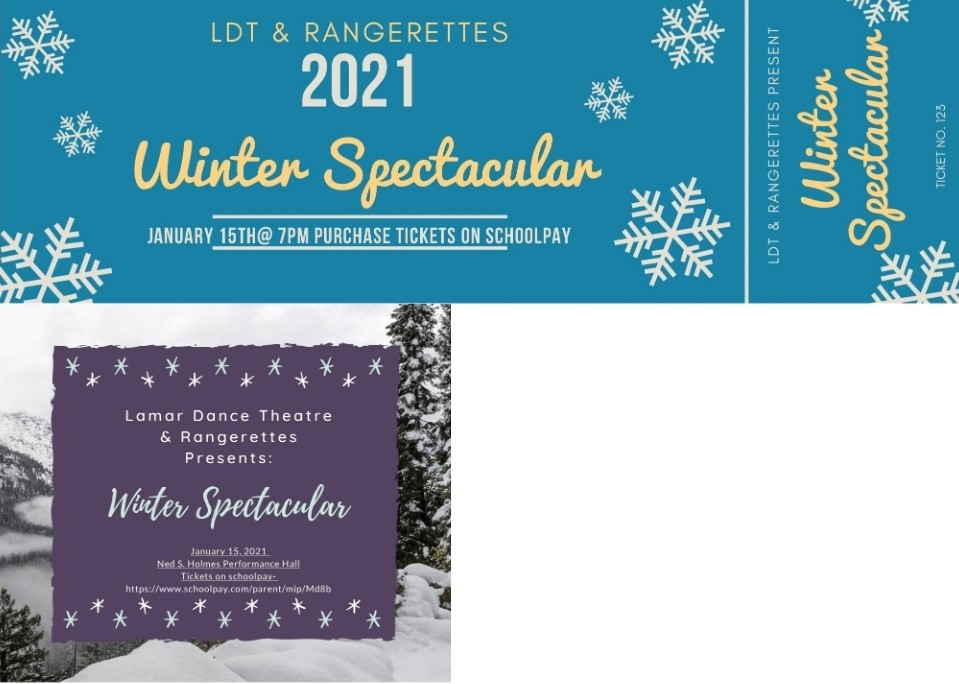 LDT & RANGERETTES
2021
Winter Spectacular
JANUARY 15TH@ 7PM PURCHASE TICKETS ON SCHOOLPAY
LDT & RANGERETTES PRESENT
Winter
Spectacular
TICKET NO. 123
Lamar Dance Theatre
& Rangerettes
Presents:
Winter Spectacular
January 15, 2021
Ned S. Holmes Performance Hall
Tickets on schoolpay-
https://www.schoolpay.com/parent/mip/Md8b